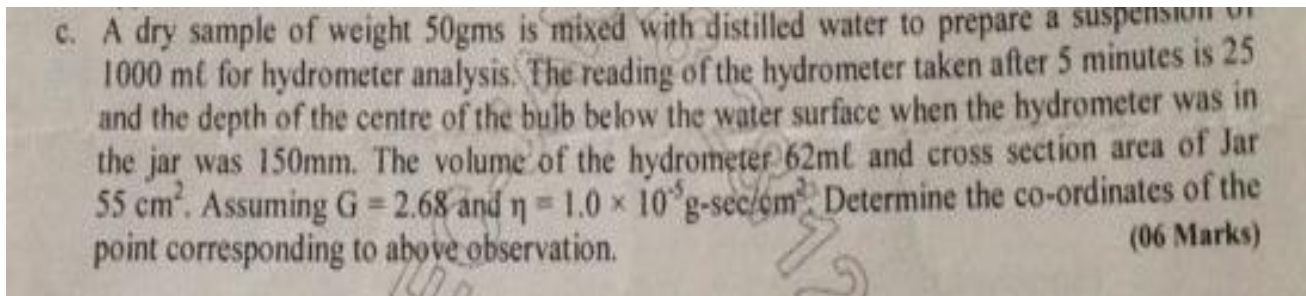 c. A dry sample of weight 50gms is mixed with distilled water to prepare a suspension of
1000 mℓ for hydrometer analysis. The reading of the hydrometer taken after 5 minutes is 25
and the depth of the centre of the bulb below the water surface when the hydrometer was in
the jar was 150mm. The volume of the hydrometer 62mℓ and cross section area of Jar
55 cm². Assuming G = 2.68 and η = 1.0 × 10⁻⁵g-sec/cm². Determine the co-ordinates of the
point corresponding to above observation. (06 Marks)